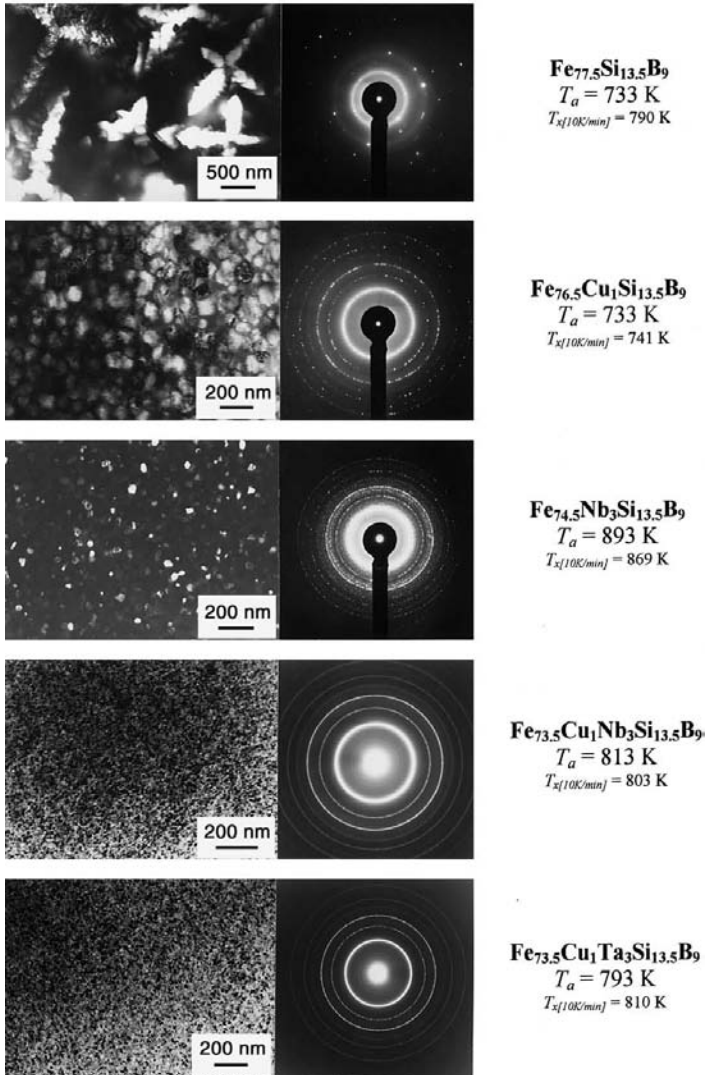 500 nm
Fe77.5Si13.5B9
Ta = 733 K
Tx[10K/min] = 790 K
200 nm
Fe76.5Cu1Si13.5B9
Ta = 733 K
Tx[10K/min] = 741 K
200 nm
Fe74.5Nb3Si13.5B9
Ta = 893 K
Tx[10K/min] = 869 K
200 nm
Fe73.5Cu1Nb3Si13.5B9
Ta = 813 K
Tx[10K/min] = 803 K
200 nm
Fe73.5Cu1Ta3Si13.5B9
Ta = 793 K
Tx[10K/min] = 810 K